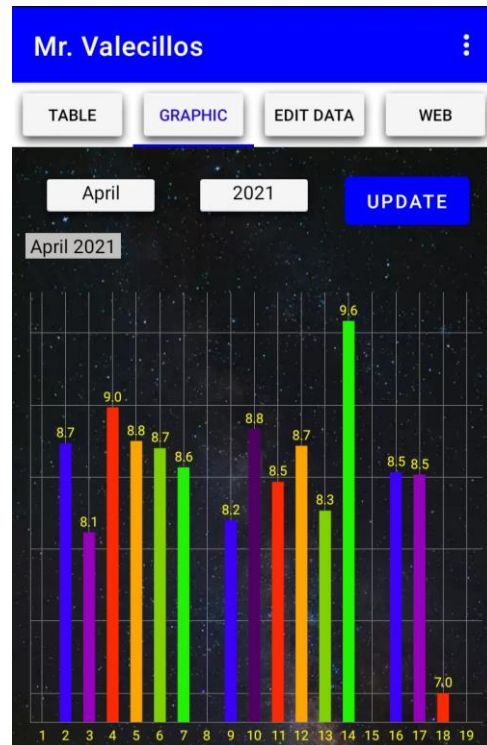 Mr. Valecillos
TABLE GRAPHIC EDIT DATA WEB
April 2021 UPDATE
April 2021
9.6
9.0
8.8 8.8
8.7 8.7 8.7
8.6
8.5 8.5 8.5
8.3
8.2
8.1
7.0
1 2 3 4 5 6 7 8 9 10 11 12 13 14 15 16 17 18 19